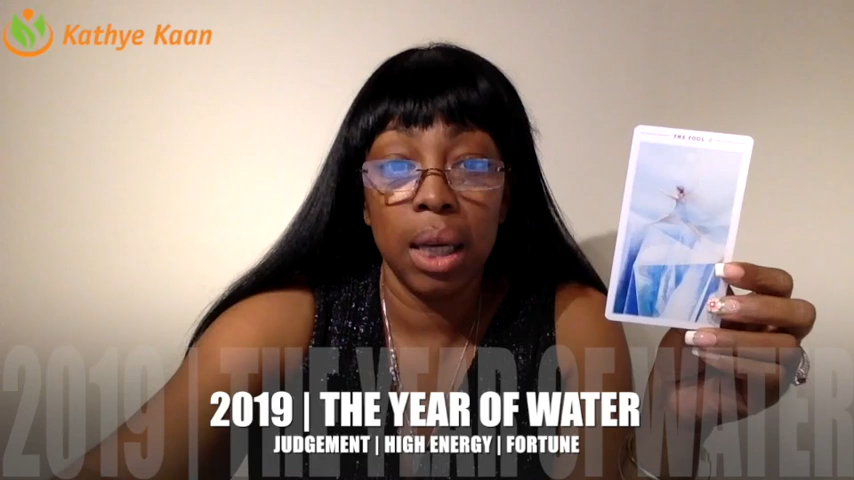 Kathye Kaan
THE FOOL
2019 | THE YEAR OF WATER
2019 | THE YEAR OF WATER
JUDGEMENT | HIGH ENERGY | FORTUNE